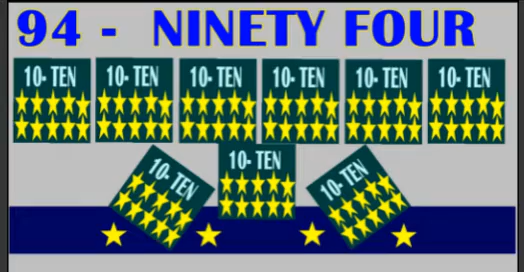 94 - NINETY FOUR
10- TEN 10- TEN 10- TEN 10- TEN 10- TEN 10- TEN
10- TEN 10- TEN 10- TEN